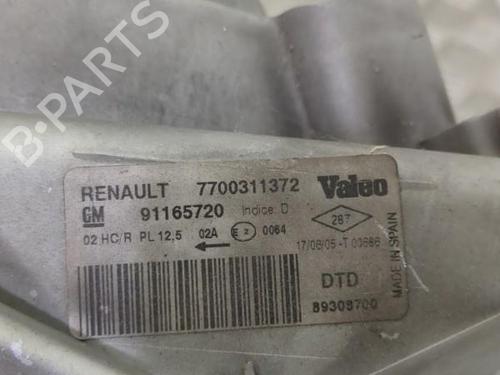 B-PARTS
RENAULT 7700311372 Valeo
GM 91165720 Indice: D
02 HC/R PL 12,5 02A E2 0064
287
17/06/05 -T 00686
DTD
89308700
MADE IN SPAIN